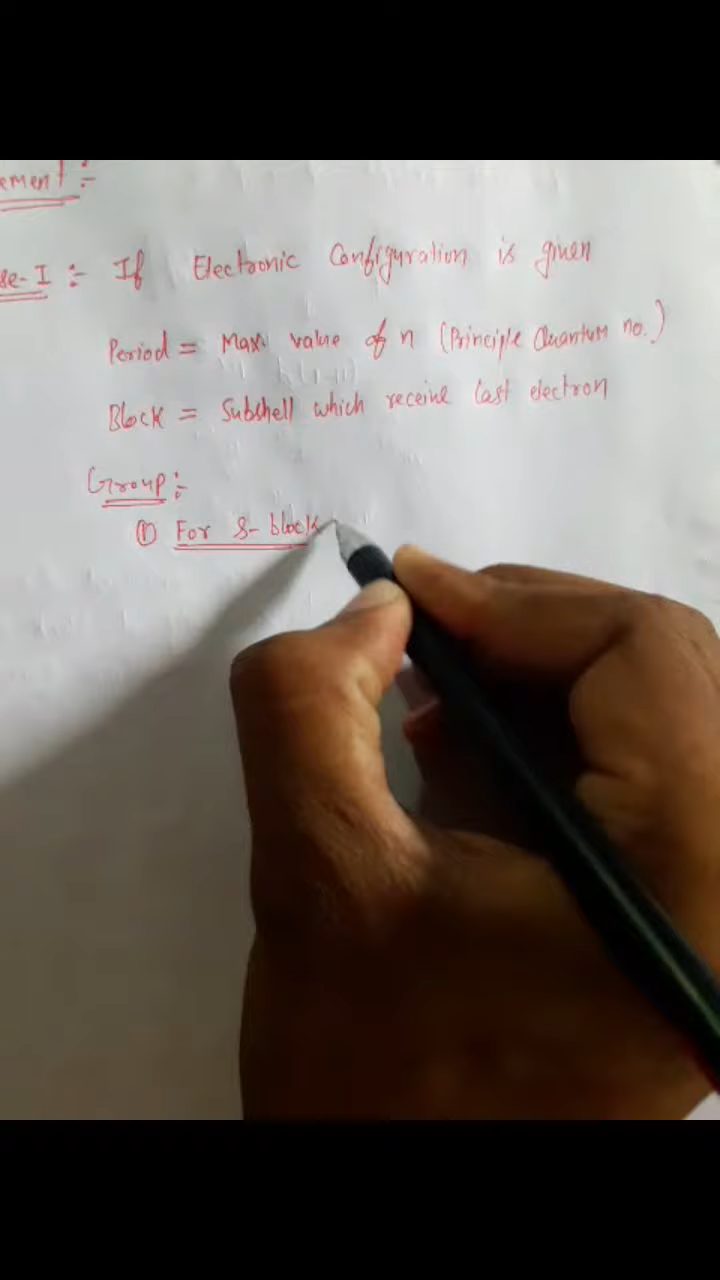 ement :-
se-I :- If Electronic Configuration is given
Period = Max. value of n (Principle Quantum no.)
Block = Subshell which receive last electron
Group :-
① For s-block